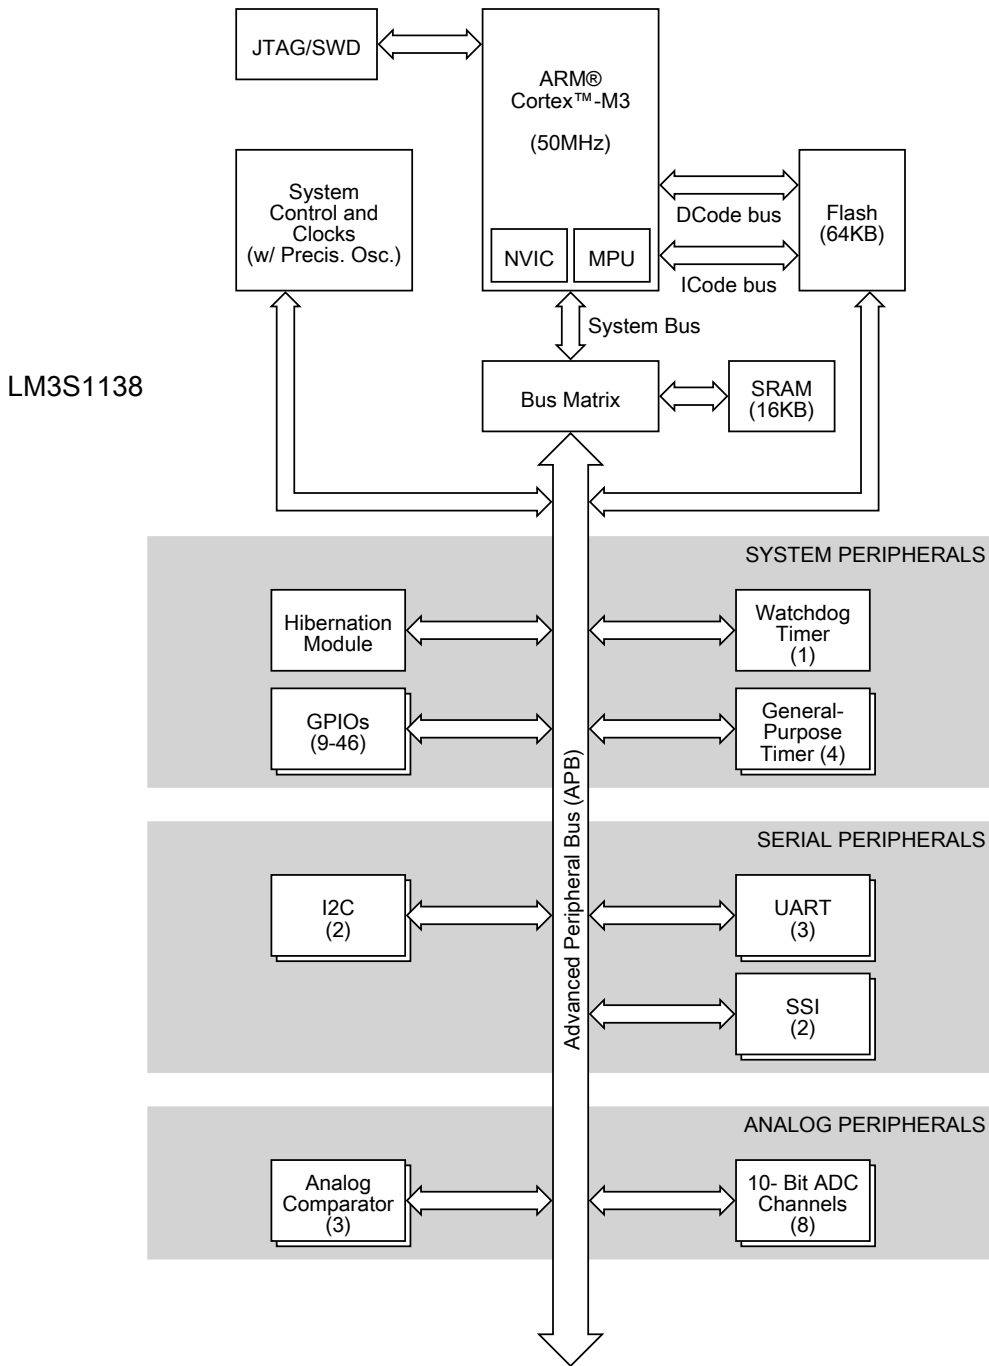 JTAG/SWD
ARM®
Cortex™-M3
(50MHz)
System
Control and
Clocks
(w/ Precis. Osc.)
DCode bus
Flash
(64KB)
NVIC
MPU
ICode bus
System Bus
LM3S1138
Bus Matrix
SRAM
(16KB)
SYSTEM PERIPHERALS
Hibernation
Module
Watchdog
Timer
(1)
GPIOs
(9-46)
General-
Purpose
Timer (4)
Advanced Peripheral Bus (APB)
SERIAL PERIPHERALS
I2C
(2)
UART
(3)
SSI
(2)
ANALOG PERIPHERALS
Analog
Comparator
(3)
10- Bit ADC
Channels
(8)